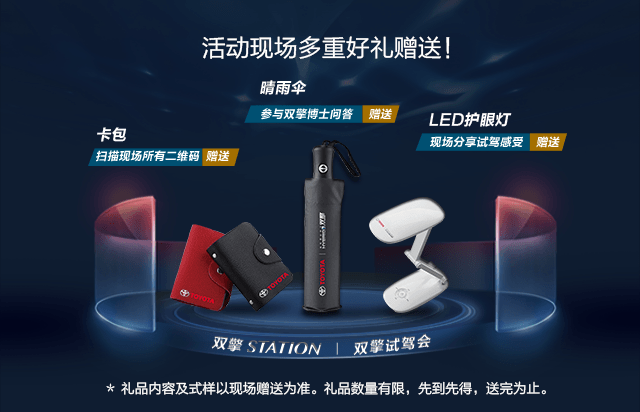 活动现场多重好礼赠送!
晴雨伞
参与双擎博士问答 赠送
LED护眼灯
现场分享试驾感受 赠送
卡包
扫描现场所有二维码 赠送
TOYOTA
TOYOTA
TOYOTA
双擎 STATION | 双擎试驾会
* 礼品内容及式样以现场赠送为准。礼品数量有限，先到先得，送完为止。